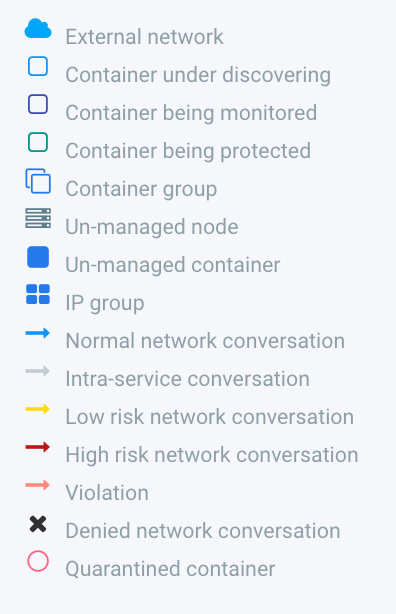 External network
Container under discovering
Container being monitored
Container being protected
Container group
Un-managed node
Un-managed container
IP group
Normal network conversation
Intra-service conversation
Low risk network conversation
High risk network conversation
Violation
Denied network conversation
Quarantined container